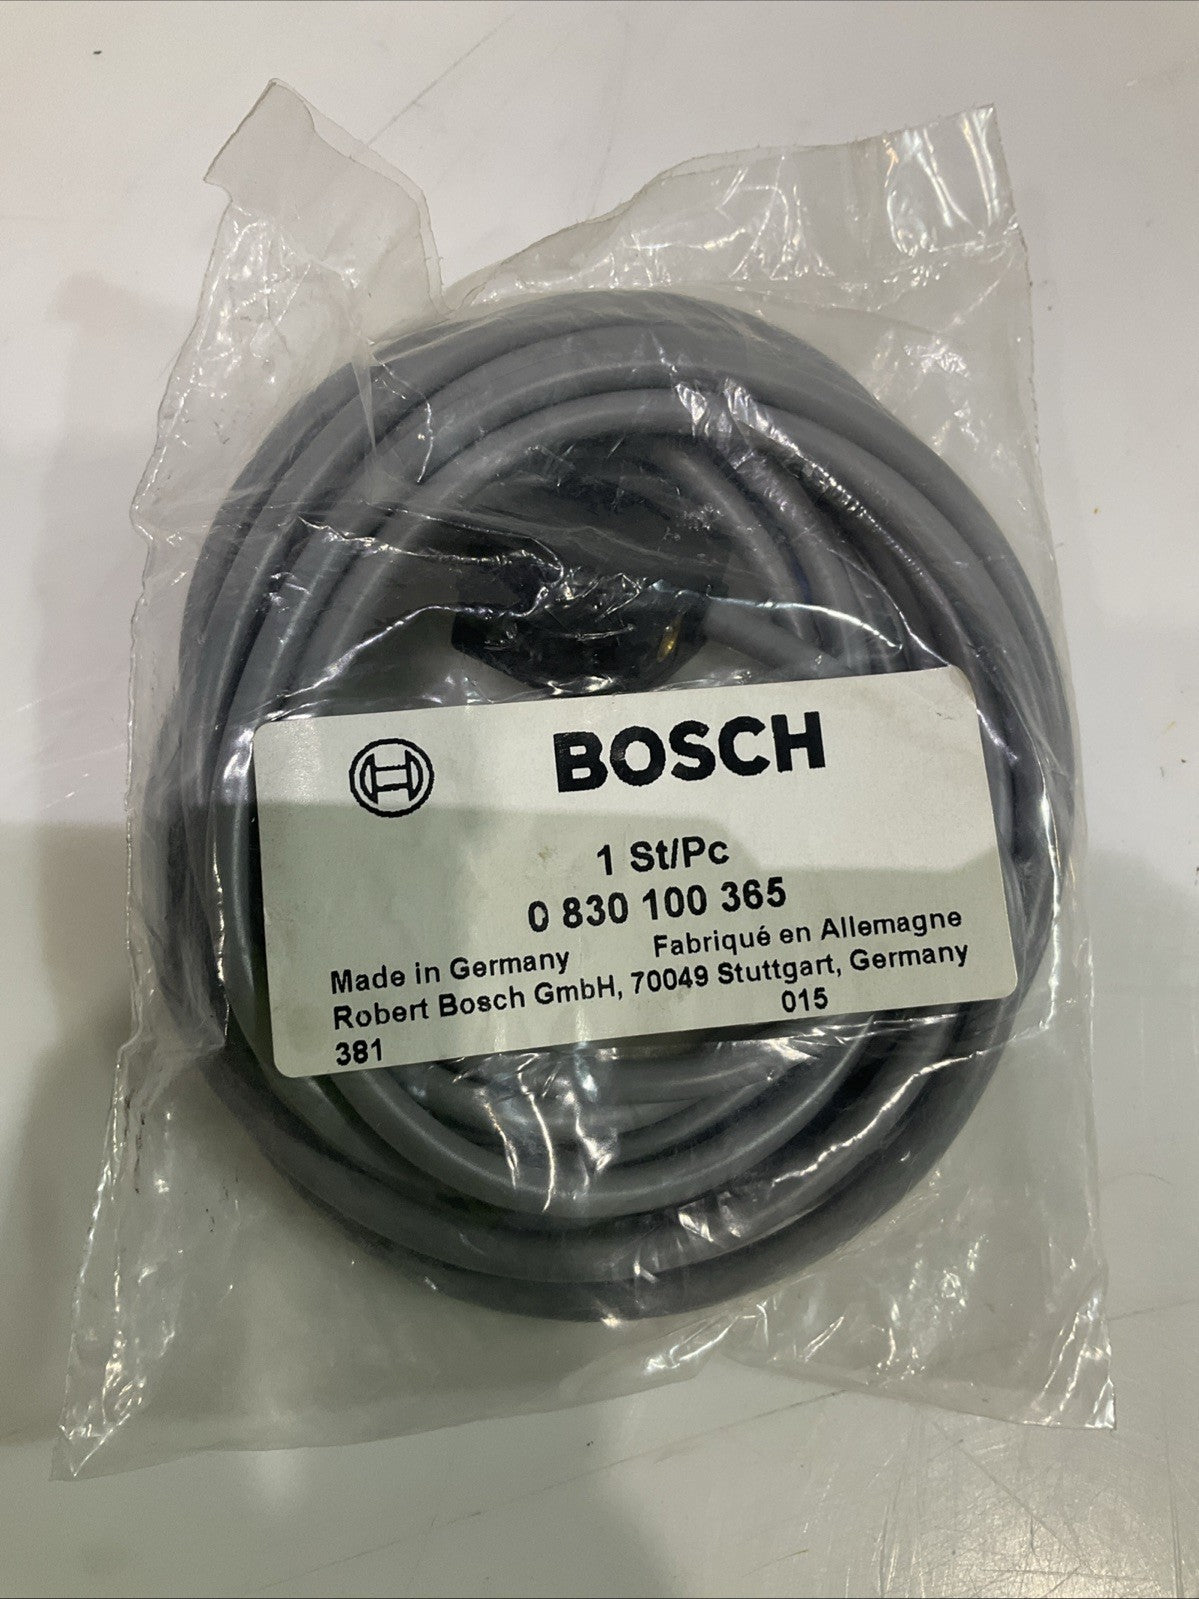 BOSCH
1 St/Pc
0 830 100 365
Made in Germany Fabriqué en Allemagne
Robert Bosch GmbH, 70049 Stuttgart, Germany
381 015